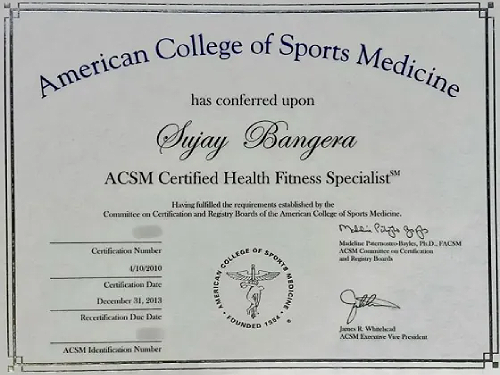 American College of Sports Medicine
has conferred upon
Sujay Bangera
ACSM Certified Health Fitness Specialist℠
Having fulfilled the requirements established by the
Committee on Certification and Registry Boards of the American College of Sports Medicine.
Certification Number
4/10/2010
Certification Date
December 31, 2013
Recertification Due Date
ACSM Identification Number
AMERICAN COLLEGE OF SPORTS MEDICINE
• FOUNDED 1954 •
Madeline Paternostro-Bayles, Ph.D., FACSM
ACSM Committee on Certification
and Registry Boards
James R. Whitehead
ACSM Executive Vice President